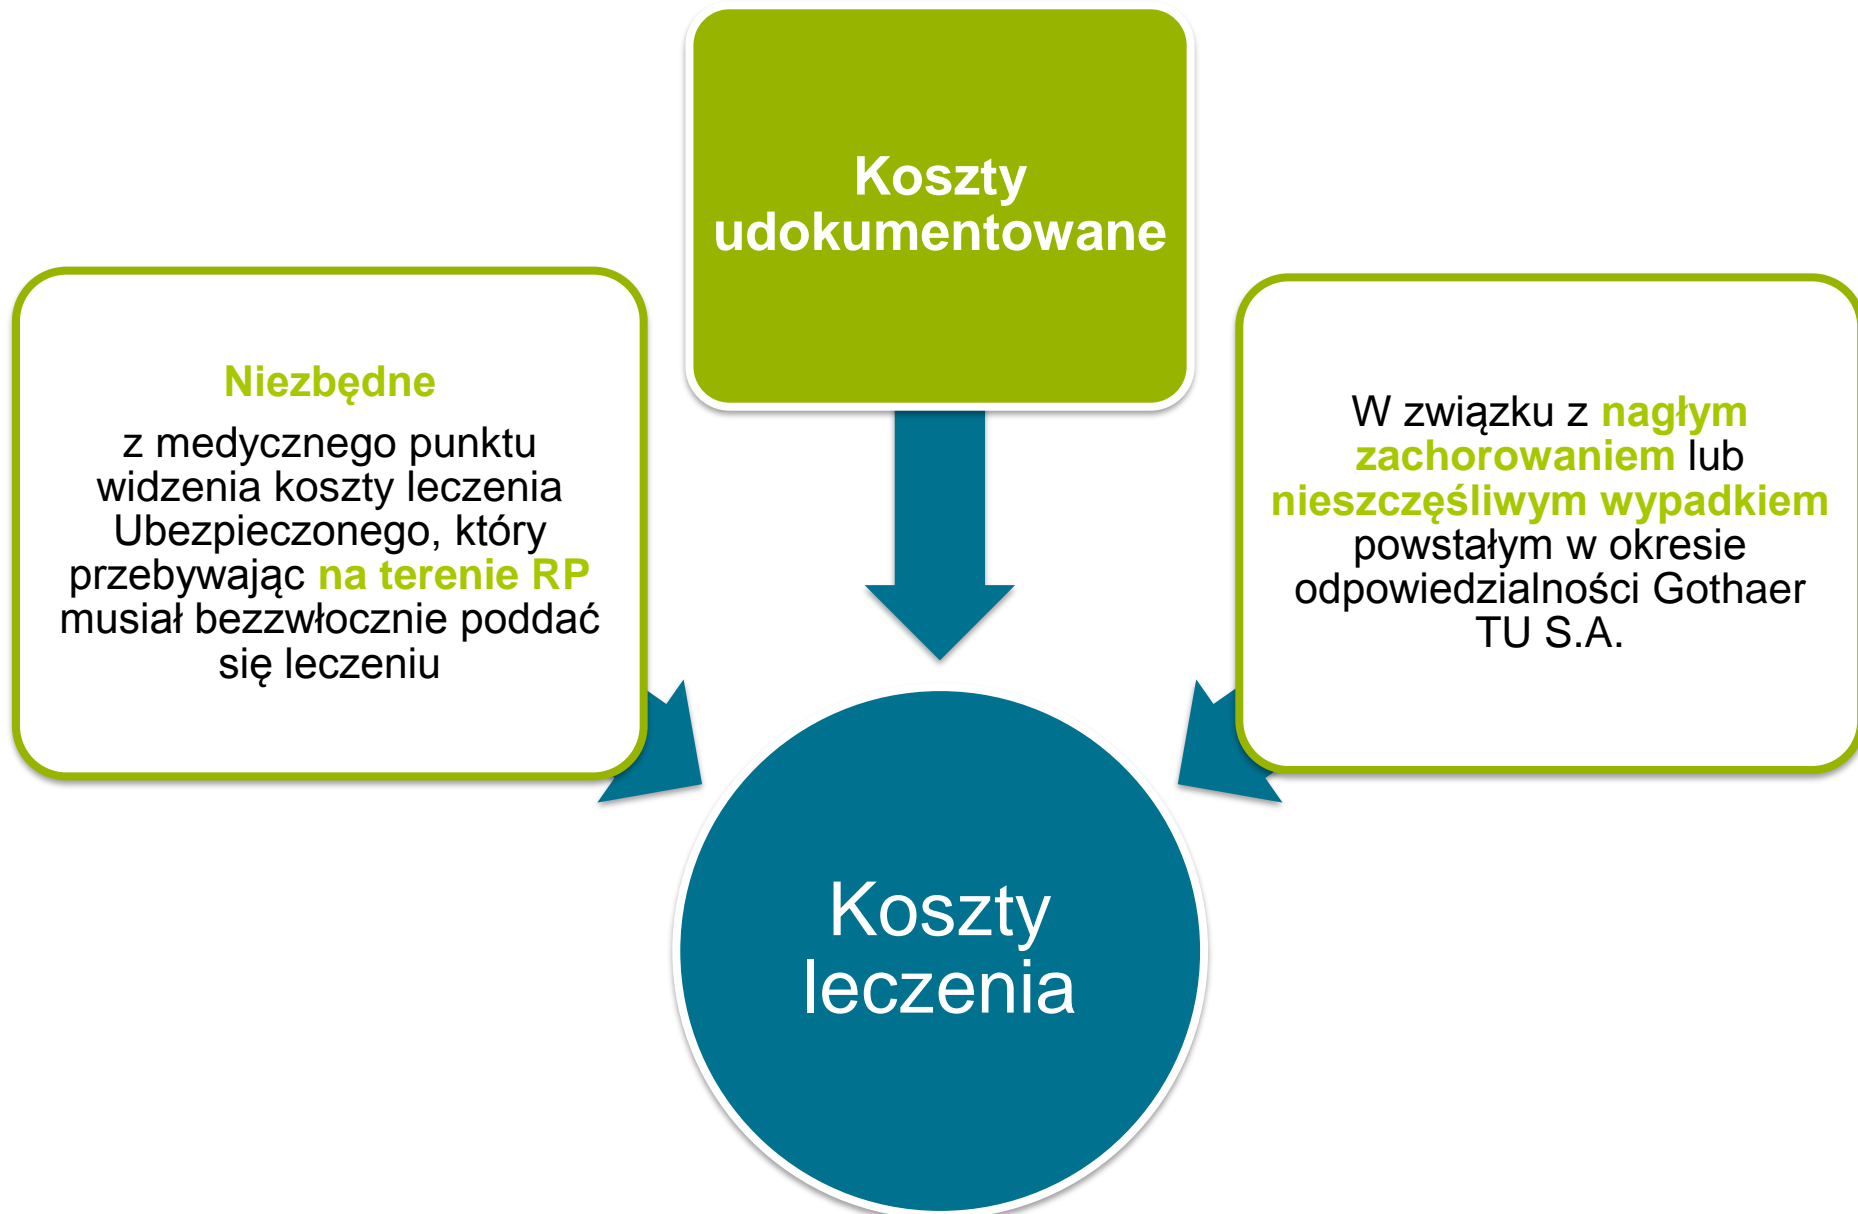 Koszty
udokumentowane
Niezbędne
z medycznego punktu
widzenia koszty leczenia
Ubezpieczonego, który
przebywając na terenie RP
musiał bezzwłocznie poddać
się leczeniu
W związku z nagłym
zachorowaniem lub
nieszczęśliwym wypadkiem
powstałym w okresie
odpowiedzialności Gothaer
TU S.A.
Koszty
leczenia